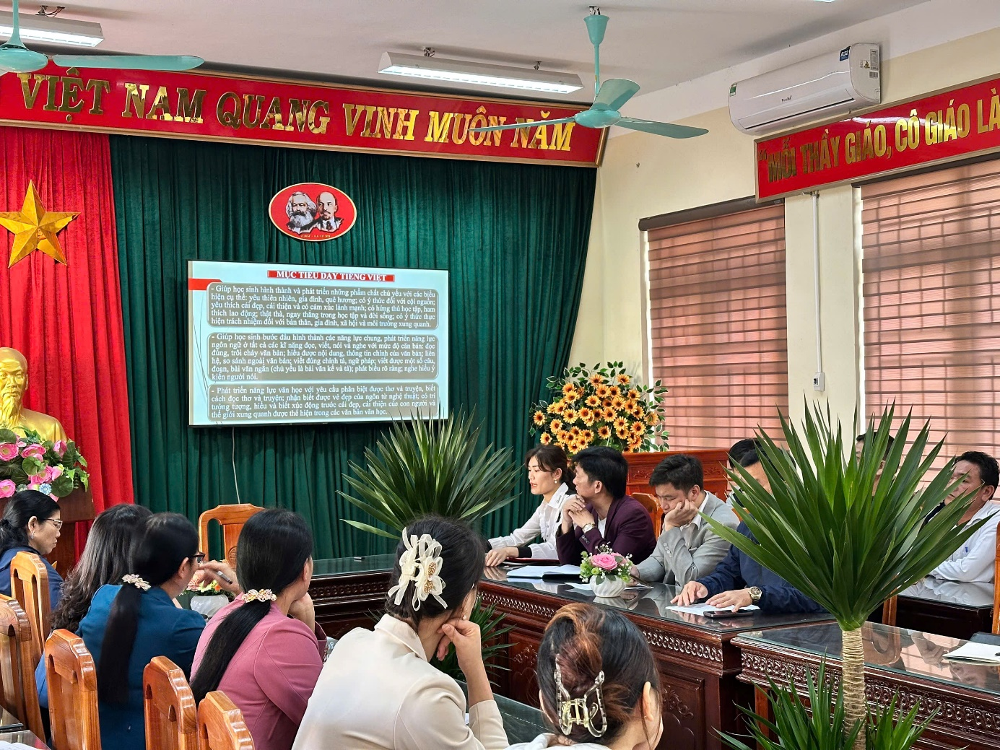 VIỆT NAM QUANG VINH MUÔN NĂM
"MỖI THẦY GIÁO, CÔ GIÁO LÀ
MỤC TIÊU DẠY TIẾNG VIỆT
- Giúp học sinh hình thành và phát triển những phẩm chất chủ yếu với các biểu
hiện cụ thể: yêu thiên nhiên, gia đình, quê hương; có ý thức đối với cội nguồn;
yêu thích cái đẹp, cái thiện và có cảm xúc lành mạnh; có hứng thú học tập, ham
thích lao động; thật thà, ngay thẳng trong học tập và đời sống; có ý thức thực
hiện trách nhiệm đối với bản thân, gia đình, xã hội và môi trường xung quanh.
- Giúp học sinh bước đầu hình thành các năng lực chung, phát triển năng lực
ngôn ngữ ở tất cả các kĩ năng đọc, viết, nói và nghe với mức độ căn bản: đọc
đúng, trôi chảy văn bản; hiểu được nội dung, thông tin chính của văn bản; liên
hệ, so sánh ngoài văn bản; viết đúng chính tả, ngữ pháp; viết được một số câu,
đoạn, bài văn ngắn (chủ yếu là bài văn kể và tả); phát biểu rõ ràng; nghe hiểu ý
kiến người nói.
- Phát triển năng lực văn học với yêu cầu phân biệt được thơ và truyện, biết
cách đọc thơ và truyện; nhận biết được vẻ đẹp của ngôn từ nghệ thuật; có trí
tưởng tượng, hiểu và biết xúc động trước cái đẹp, cái thiện của con người và
thế giới xung quanh được thể hiện trong các văn bản văn học.